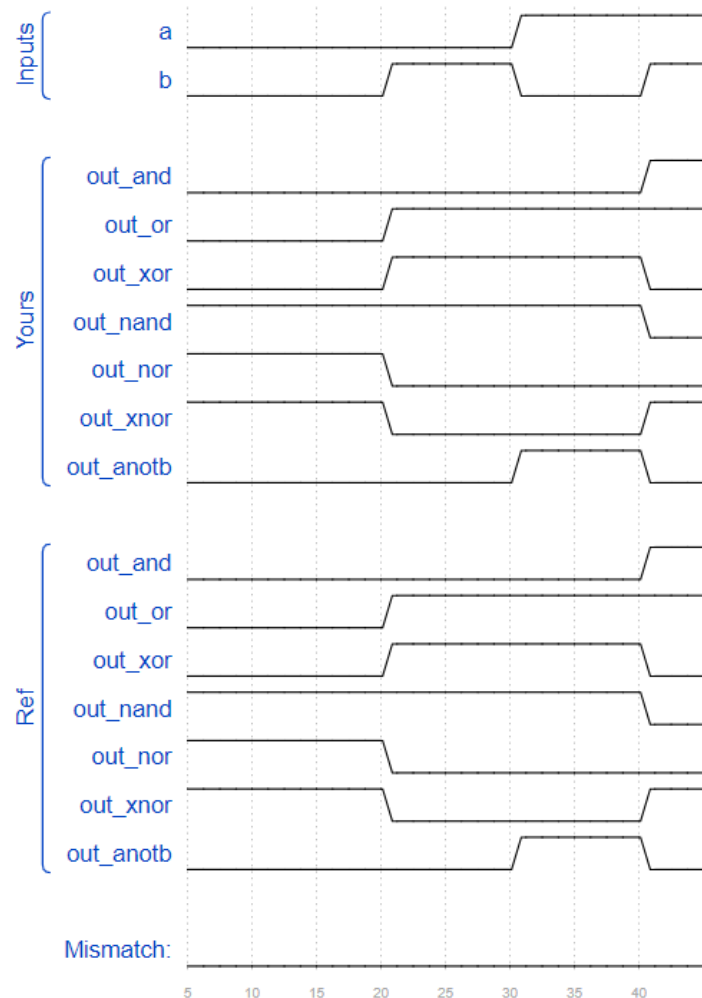 Inputs
a
b
Yours
out_and
out_or
out_xor
out_nand
out_nor
out_xnor
out_anotb
Ref
out_and
out_or
out_xor
out_nand
out_nor
out_xnor
out_anotb
Mismatch:
5 10 15 20 25 30 35 40